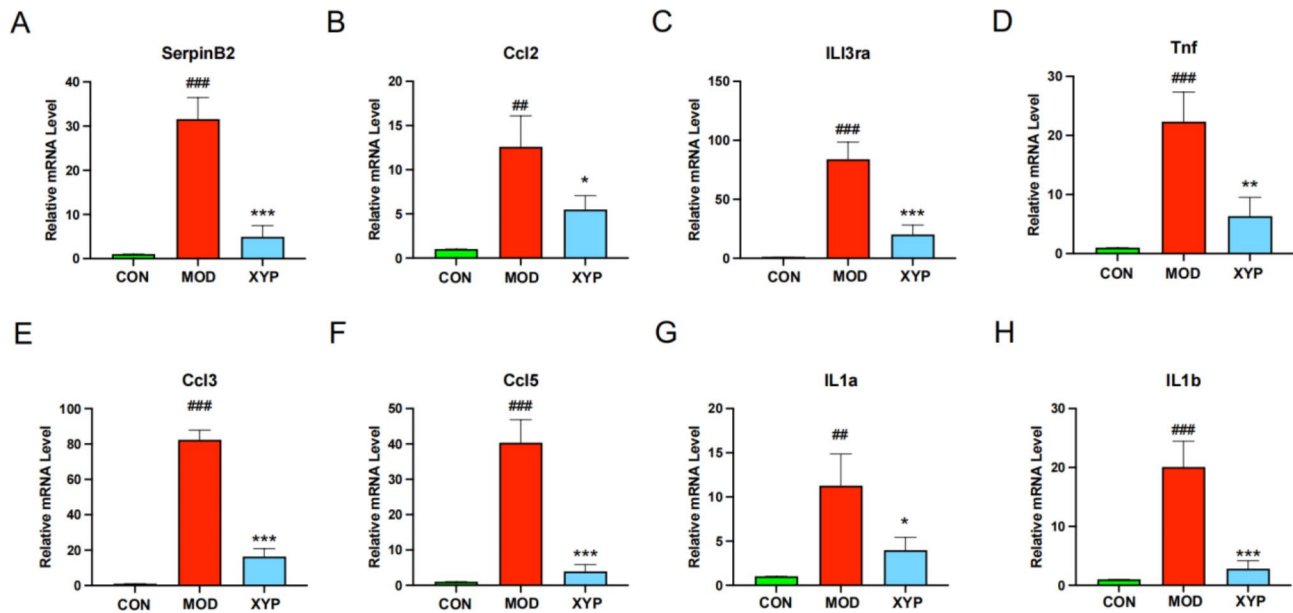 A
SerpinB2
Relative mRNA Level
40
30
20
10
0
###
***
CON MOD XYP
B
Ccl2
Relative mRNA Level
20
15
10
5
0
##
*
CON MOD XYP
C
ILI3ra
Relative mRNA Level
150
100
50
0
###
***
CON MOD XYP
D
Tnf
Relative mRNA Level
30
20
10
0
###
**
CON MOD XYP
E
Ccl3
Relative mRNA Level
100
80
60
40
20
0
###
***
CON MOD XYP
F
Ccl5
Relative mRNA Level
50
40
30
20
10
0
###
***
CON MOD XYP
G
IL1a
Relative mRNA Level
20
15
10
5
0
##
*
CON MOD XYP
H
IL1b
Relative mRNA Level
30
20
10
0
###
***
CON MOD XYP